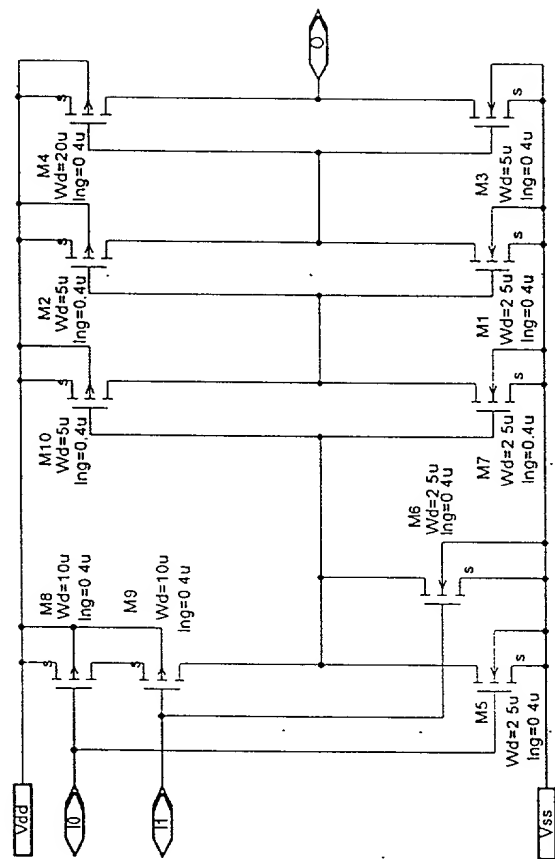 Vdd
I0
I1
Vss
O
M8
Wd=10u
lng=0 4u
M9
Wd=10u
lng=0 4u
M5
Wd=2 5u
lng=0 4u
M6
Wd=2 5u
lng=0 4u
M10
Wd=5u
lng=0.4u
M7
Wd=2 5u
lng=0 4u
M2
Wd=5u
lng=0.4u
M1
Wd=2 5u
lng=0 4u
M4
Wd=20u
lng=0 4u
M3
Wd=5u
lng=0 4u
s
s
s
s
s
s
s
s
s
s